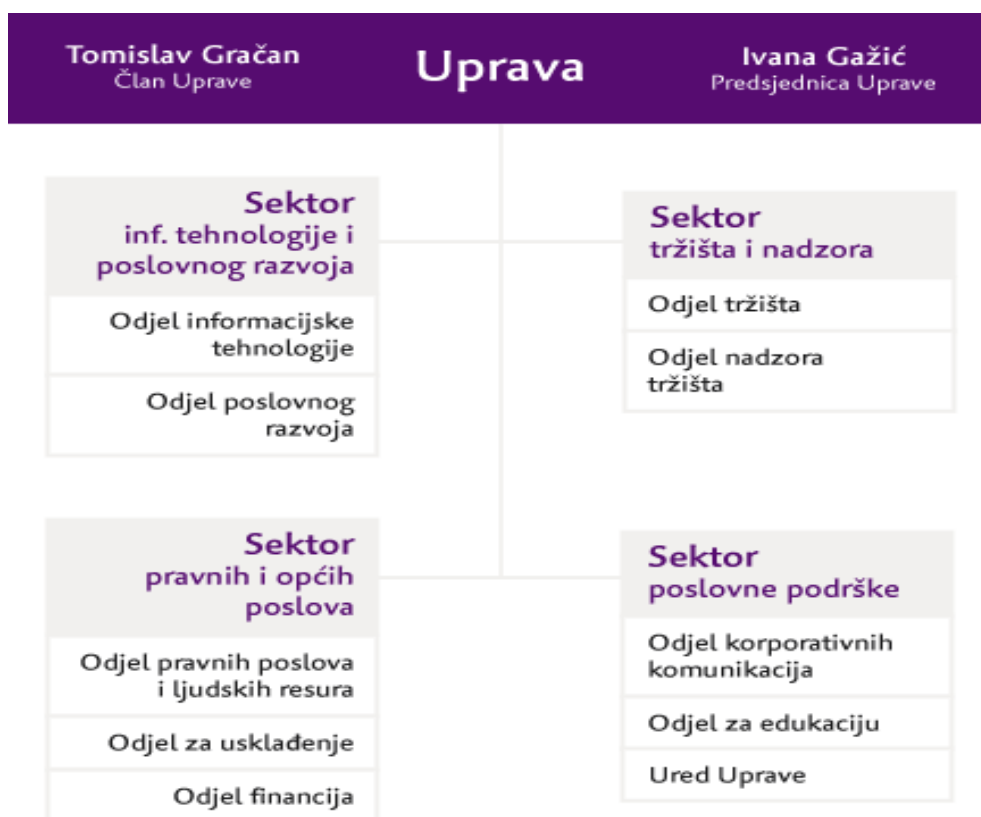 Tomislav Gračan
Član Uprave
Uprava
Ivana Gažić
Predsjednica Uprave
Sektor
inf. tehnologije i
poslovnog razvoja
Odjel informacijske
tehnologije
Odjel poslovnog
razvoja
Sektor
tržišta i nadzora
Odjel tržišta
Odjel nadzora
tržišta
Sektor
pravnih i općih
poslova
Odjel pravnih poslova
i ljudskih resura
Odjel za usklađenje
Odjel financija
Sektor
poslovne podrške
Odjel korporativnih
komunikacija
Odjel za edukaciju
Ured Uprave